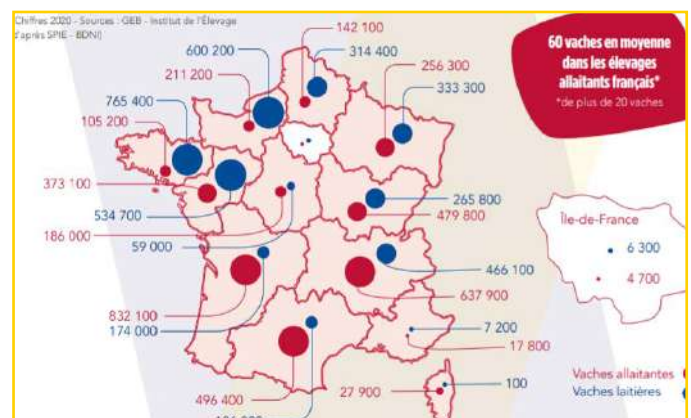 Chiffres 2020 - Sources : GEB - Institut de l'Élevage
d'après SPIE - BDNI)
142 100
600 200
314 400
211 200
256 300
765 400
333 300
105 200
60 vaches en moyenne
dans les élevages
allaitants français*
*de plus de 20 vaches
373 100
534 700
265 800
479 800
186 000
59 000
Île-de-France
6 300
4 700
466 100
637 900
832 100
174 000
7 200
17 800
496 400
27 900
100
Vaches allaitantes
Vaches laitières